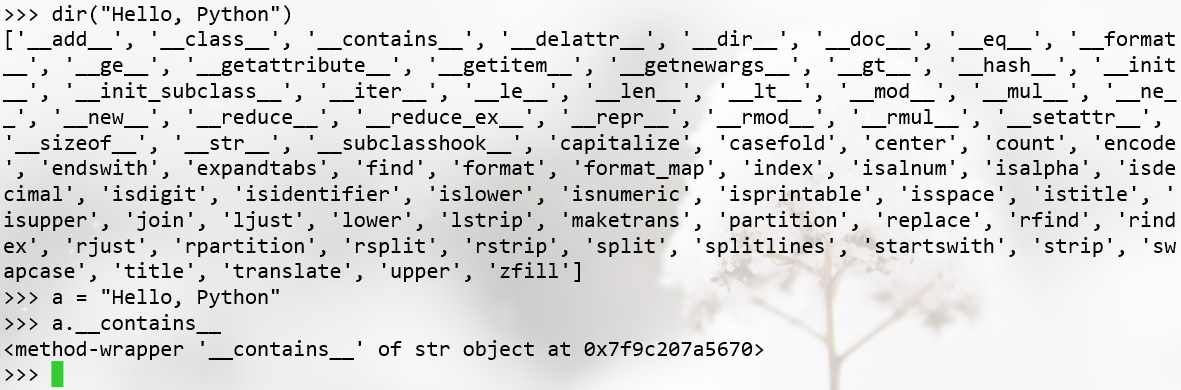 >>> dir("Hello, Python")
['__add__', '__class__', '__contains__', '__delattr__', '__dir__', '__doc__', '__eq__', '__format
__', '__ge__', '__getattribute__', '__getitem__', '__getnewargs__', '__gt__', '__hash__', '__init
__', '__init_subclass__', '__iter__', '__le__', '__len__', '__lt__', '__mod__', '__mul__', '__ne_
_', '__new__', '__reduce__', '__reduce_ex__', '__repr__', '__rmod__', '__rmul__', '__setattr__',
'__sizeof__', '__str__', '__subclasshook__', 'capitalize', 'casefold', 'center', 'count', 'encode
', 'endswith', 'expandtabs', 'find', 'format', 'format_map', 'index', 'isalnum', 'isalpha', 'isde
cimal', 'isdigit', 'isidentifier', 'islower', 'isnumeric', 'isprintable', 'isspace', 'istitle', '
isupper', 'join', 'ljust', 'lower', 'lstrip', 'maketrans', 'partition', 'replace', 'rfind', 'rind
ex', 'rjust', 'rpartition', 'rsplit', 'rstrip', 'split', 'splitlines', 'startswith', 'strip', 'sw
apcase', 'title', 'translate', 'upper', 'zfill']
>>> a = "Hello, Python"
>>> a.__contains__
<method-wrapper '__contains__' of str object at 0x7f9c207a5670>
>>>